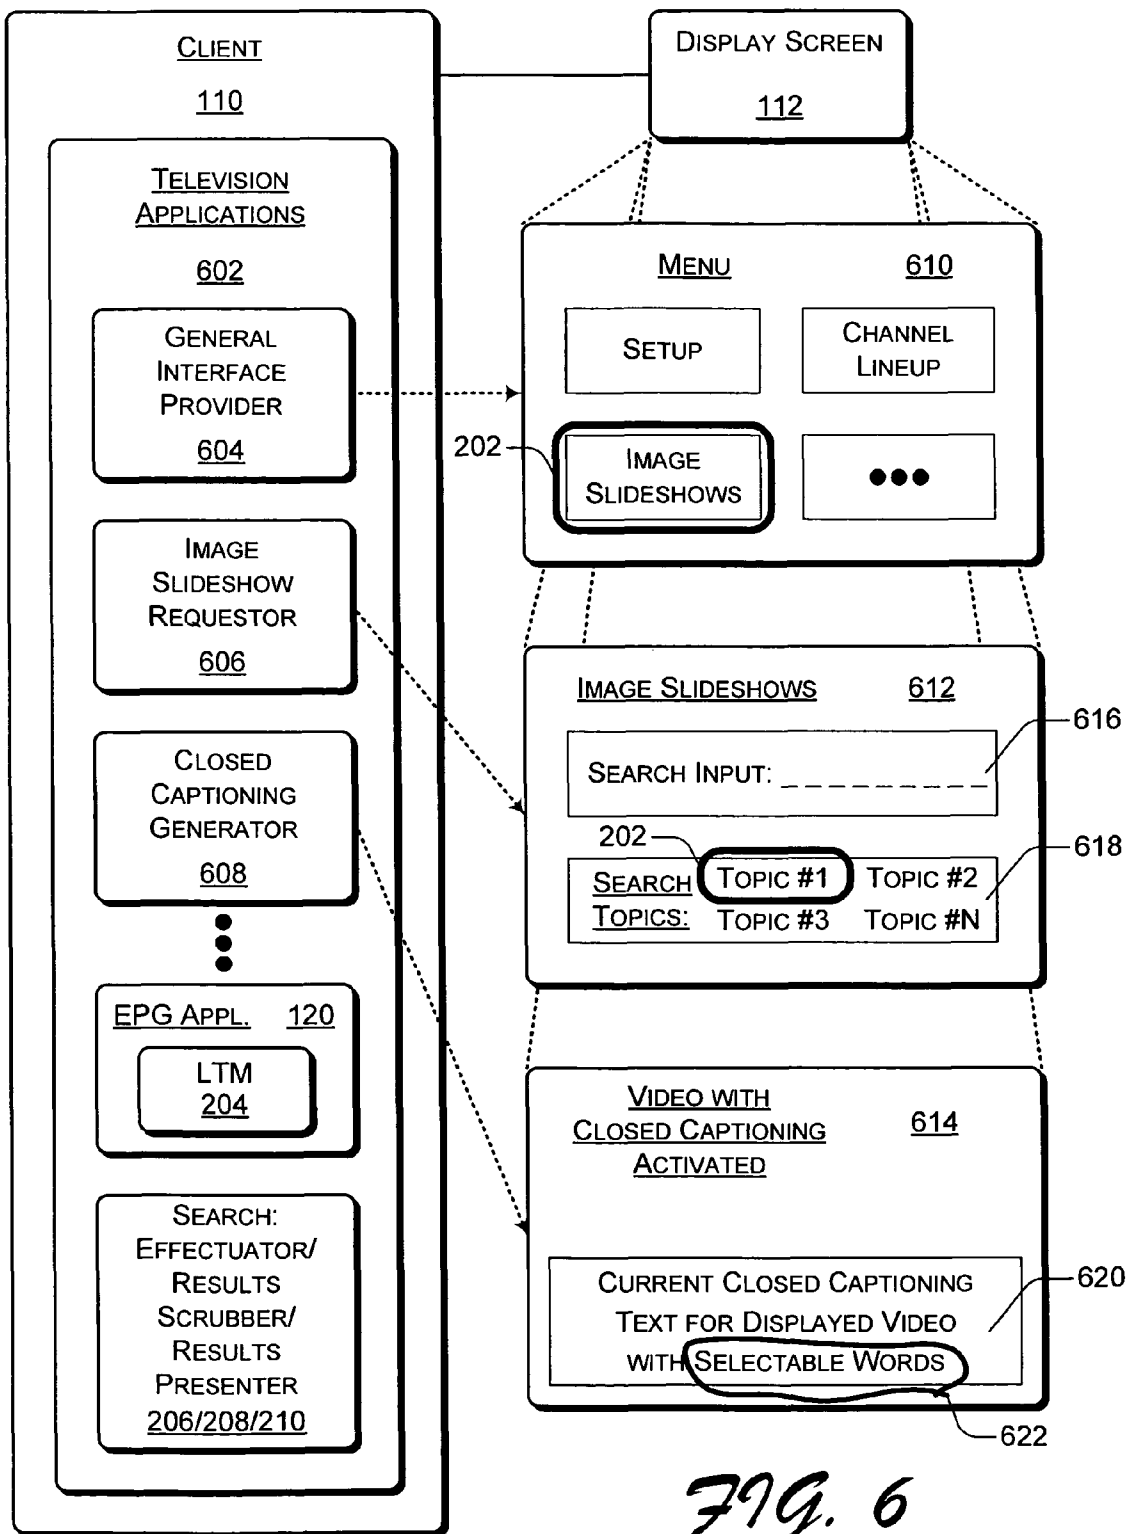 CLIENT
110
TELEVISION
APPLICATIONS
602
GENERAL
INTERFACE
PROVIDER
604
IMAGE
SLIDESHOW
REQUESTOR
606
CLOSED
CAPTIONING
GENERATOR
608
EPG APPL. 120
LTM
204
SEARCH:
EFFECTUATOR/
RESULTS
SCRUBBER/
RESULTS
PRESENTER
206/208/210
DISPLAY SCREEN
112
MENU 610
SETUP
CHANNEL
LINEUP
202
IMAGE
SLIDESHOWS
IMAGE SLIDESHOWS 612
616
SEARCH INPUT: _ _ _ _ _ _ _ _ _ _
202
618
SEARCH
TOPICS:
TOPIC #1 TOPIC #2
TOPIC #3 TOPIC #N
VIDEO WITH
CLOSED CAPTIONING
ACTIVATED
614
CURRENT CLOSED CAPTIONING
TEXT FOR DISPLAYED VIDEO
WITH SELECTABLE WORDS
620
622
FIG. 6